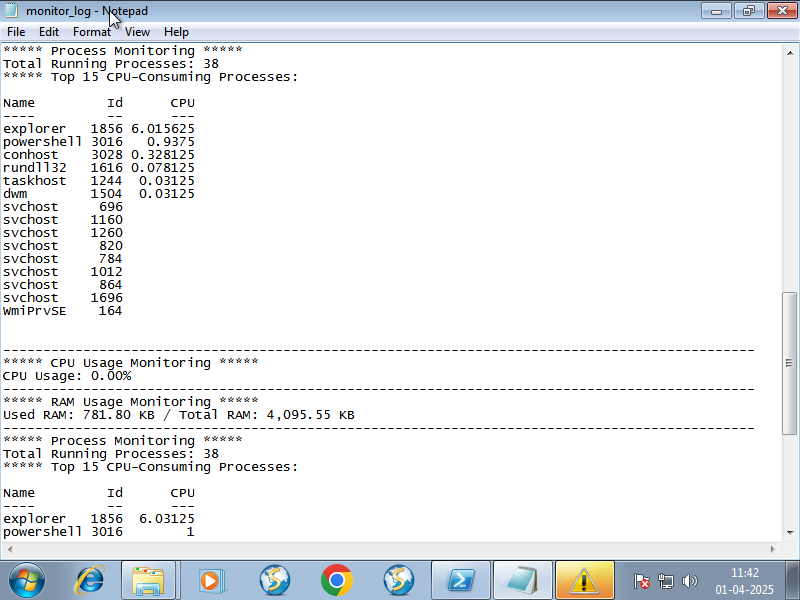 monitor_log - Notepad
File Edit Format View Help
***** Process Monitoring *****
Total Running Processes: 38
***** Top 15 CPU-Consuming Processes:
Name Id CPU
---- -- ---
explorer 1856 6.015625
powershell 3016 0.9375
conhost 3028 0.328125
rundll32 1616 0.078125
taskhost 1244 0.03125
dwm 1504 0.03125
svchost 696
svchost 1160
svchost 1260
svchost 820
svchost 784
svchost 1012
svchost 864
svchost 1696
WmiPrvSE 164
----------------------------------------------------------------------------------------------
***** CPU Usage Monitoring *****
CPU Usage: 0.00%
----------------------------------------------------------------------------------------------
***** RAM Usage Monitoring *****
Used RAM: 781.80 KB / Total RAM: 4,095.55 KB
----------------------------------------------------------------------------------------------
***** Process Monitoring *****
Total Running Processes: 38
***** Top 15 CPU-Consuming Processes:
Name Id CPU
---- -- ---
explorer 1856 6.03125
powershell 3016 1
11:42
01-04-2025